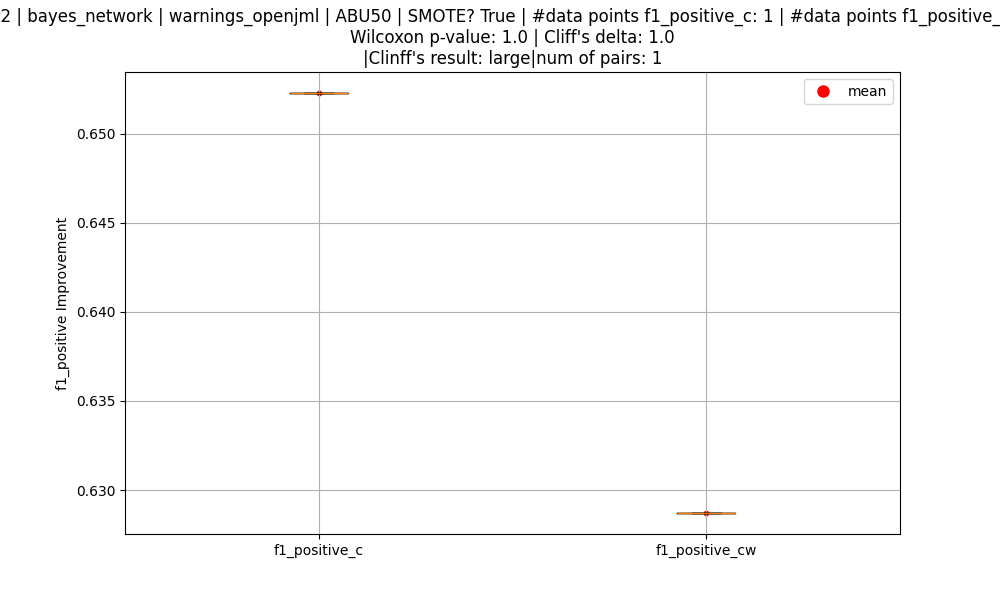 2 | bayes_network | warnings_openjml | ABU50 | SMOTE? True | #data points f1_positive_c: 1 | #data points f1_positive_
Wilcoxon p-value: 1.0 | Cliff's delta: 1.0
|Clinff's result: large|num of pairs: 1
mean
0.650
0.645
0.640
0.635
0.630
f1_positive Improvement
f1_positive_c
f1_positive_cw